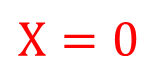 X = 0